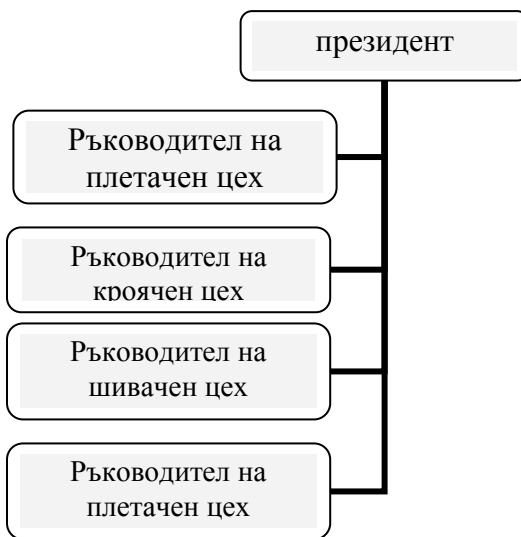 президент
Ръководител на
плетачен цех
Ръководител на
кроячен цех
Ръководител на
шивачен цех
Ръководител на
плетачен цех